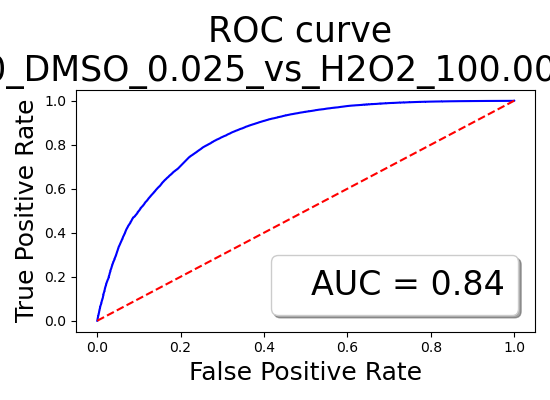 ROC curve
0_DMSO_0.025_vs_H2O2_100.00
True Positive Rate
1.0
0.8
0.6
0.4
0.2
0.0
AUC = 0.84
0.0 0.2 0.4 0.6 0.8 1.0
False Positive Rate